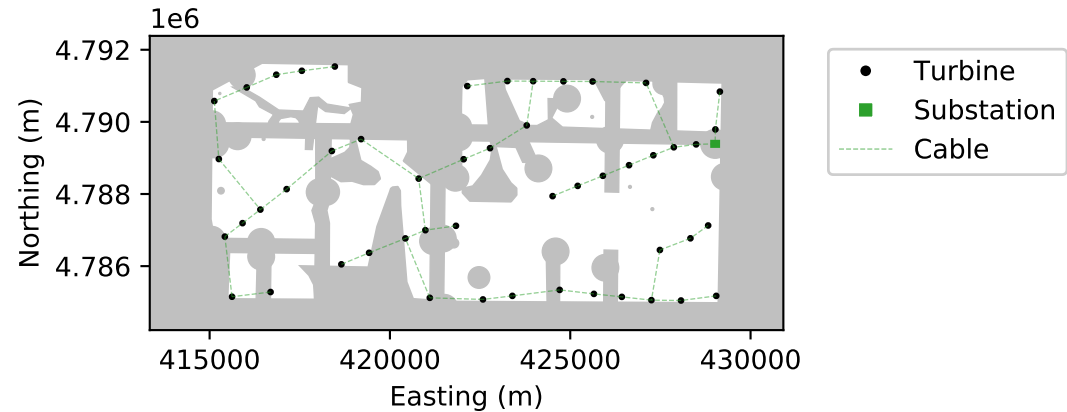 1e6
4.792
4.790
4.788
4.786
Northing (m)
415000 420000 425000 430000
Easting (m)
Turbine
Substation
Cable